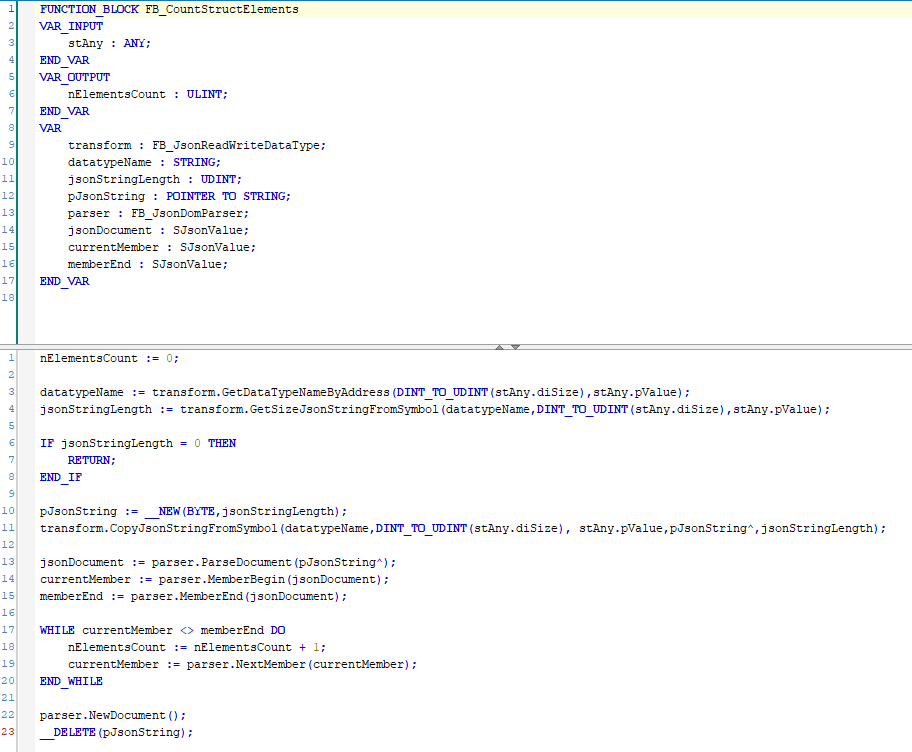 1 FUNCTION_BLOCK FB_CountStructElements
2 VAR_INPUT
3 stAny : ANY;
4 END_VAR
5 VAR_OUTPUT
6 nElementsCount : ULINT;
7 END_VAR
8 VAR
9 transform : FB_JsonReadWriteDataType;
10 datatypeName : STRING;
11 jsonStringLength : UDINT;
12 pJsonString : POINTER TO STRING;
13 parser : FB_JsonDomParser;
14 jsonDocument : SJsonValue;
15 currentMember : SJsonValue;
16 memberEnd : SJsonValue;
17 END_VAR
18
1 nElementsCount := 0;
2
3 datatypeName := transform.GetDataTypeNameByAddress(DINT_TO_UDINT(stAny.diSize),stAny.pValue);
4 jsonStringLength := transform.GetSizeJsonStringFromSymbol(datatypeName,DINT_TO_UDINT(stAny.diSize),stAny.pValue);
5
6 IF jsonStringLength = 0 THEN
7 RETURN;
8 END_IF
9
10 pJsonString := __NEW(BYTE,jsonStringLength);
11 transform.CopyJsonStringFromSymbol(datatypeName,DINT_TO_UDINT(stAny.diSize), stAny.pValue,pJsonString^,jsonStringLength);
12
13 jsonDocument := parser.ParseDocument(pJsonString^);
14 currentMember := parser.MemberBegin(jsonDocument);
15 memberEnd := parser.MemberEnd(jsonDocument);
16
17 WHILE currentMember <> memberEnd DO
18 nElementsCount := nElementsCount + 1;
19 currentMember := parser.NextMember(currentMember);
20 END_WHILE
21
22 parser.NewDocument();
23 __DELETE(pJsonString);